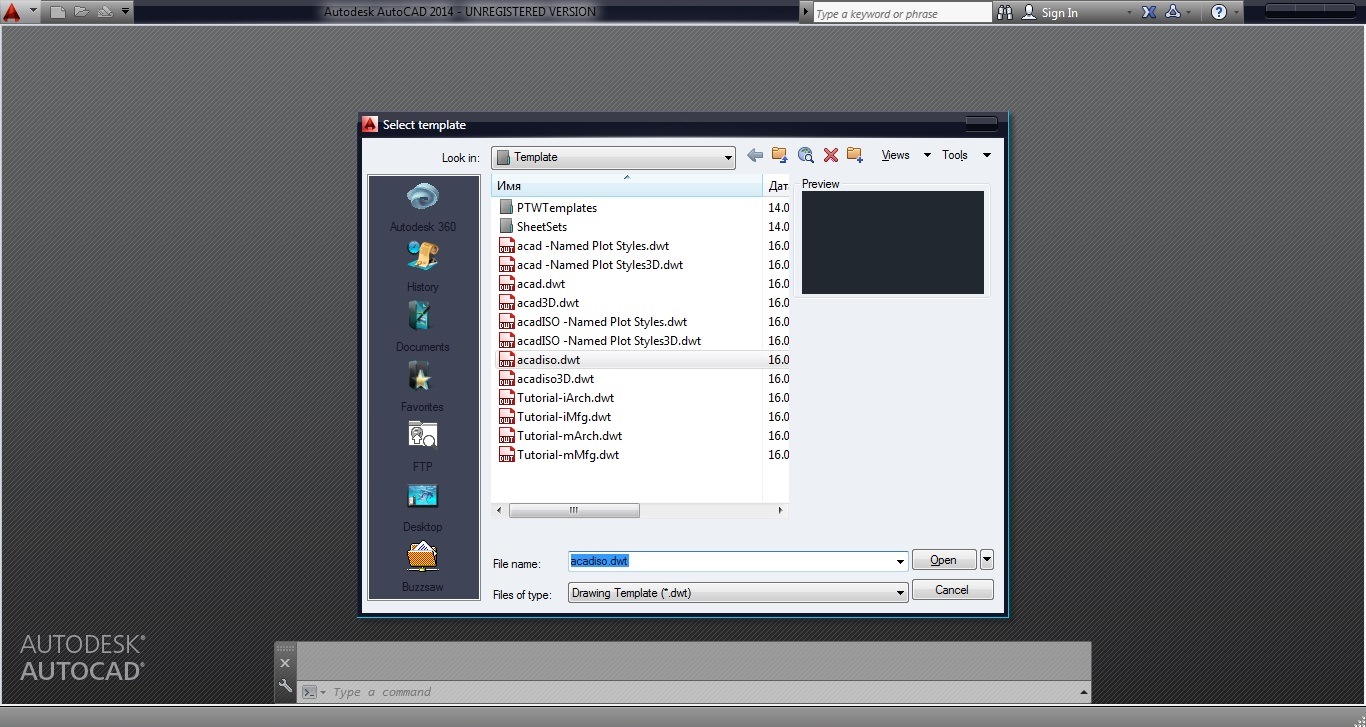 Autodesk AutoCAD 2014 - UNREGISTERED VERSION
Type a keyword or phrase
Sign In
Select template
Look in:
Template
Views
Tools
Autodesk 360
History
Documents
Favorites
FTP
Desktop
Buzzsaw
Имя
Дат
PTWTemplates 14.0
SheetSets 14.0
acad -Named Plot Styles.dwt 16.0
acad -Named Plot Styles3D.dwt 16.0
acad.dwt 16.0
acad3D.dwt 16.0
acadISO -Named Plot Styles.dwt 16.0
acadISO -Named Plot Styles3D.dwt 16.0
acadiso.dwt 16.0
acadiso3D.dwt 16.0
Tutorial-iArch.dwt 16.0
Tutorial-iMfg.dwt 16.0
Tutorial-mArch.dwt 16.0
Tutorial-mMfg.dwt 16.0
Preview
File name:
acadiso.dwt
Open
Files of type:
Drawing Template (*.dwt)
Cancel
AUTODESK®
AUTOCAD®
Type a command